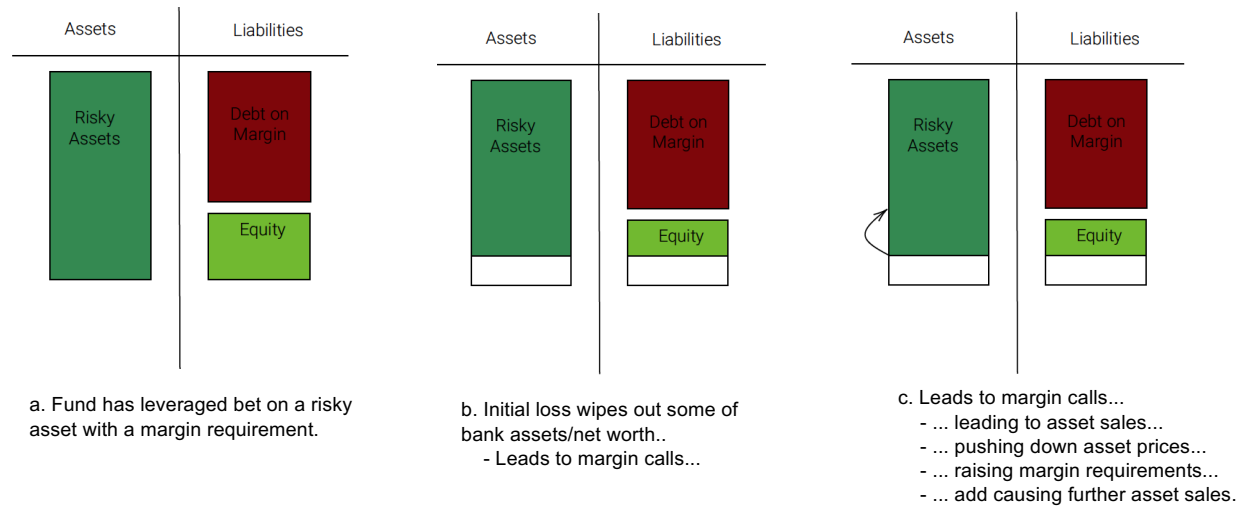 Assets
Liabilities
Risky
Assets
Debt on
Margin
Equity
a. Fund has leveraged bet on a risky
asset with a margin requirement.
Assets
Liabilities
Risky
Assets
Debt on
Margin
Equity
b. Initial loss wipes out some of
bank assets/net worth..
- Leads to margin calls...
Assets
Liabilities
Risky
Assets
Debt on
Margin
Equity
c. Leads to margin calls...
- ... leading to asset sales...
- ... pushing down asset prices...
- ... raising margin requirements...
- ... add causing further asset sales.